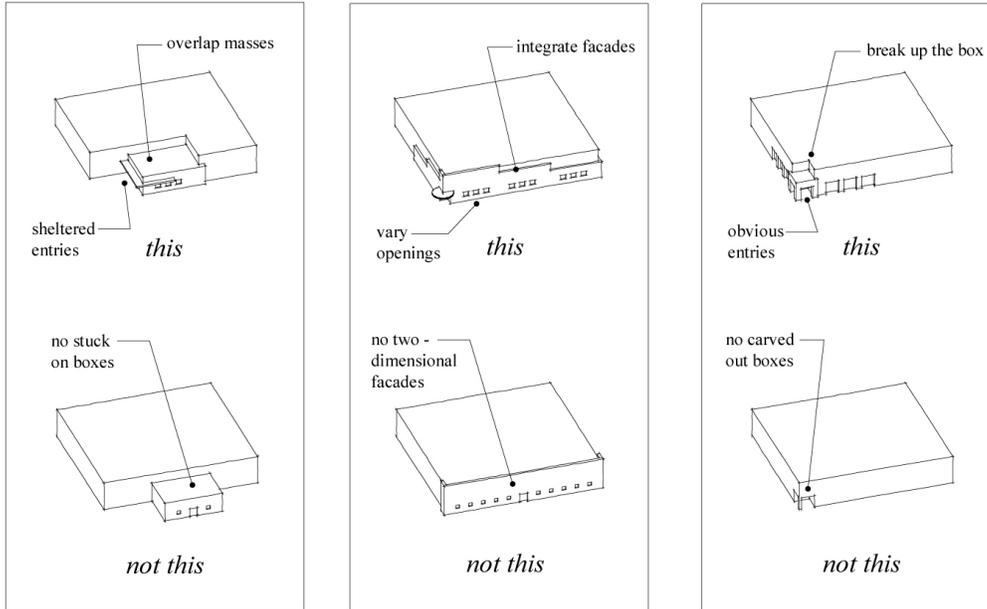 overlap masses
sheltered
entries
this
no stuck
on boxes
not this
integrate facades
vary
openings
this
no two -
dimensional
facades
not this
break up the box
obvious
entries
this
no carved
out boxes
not this